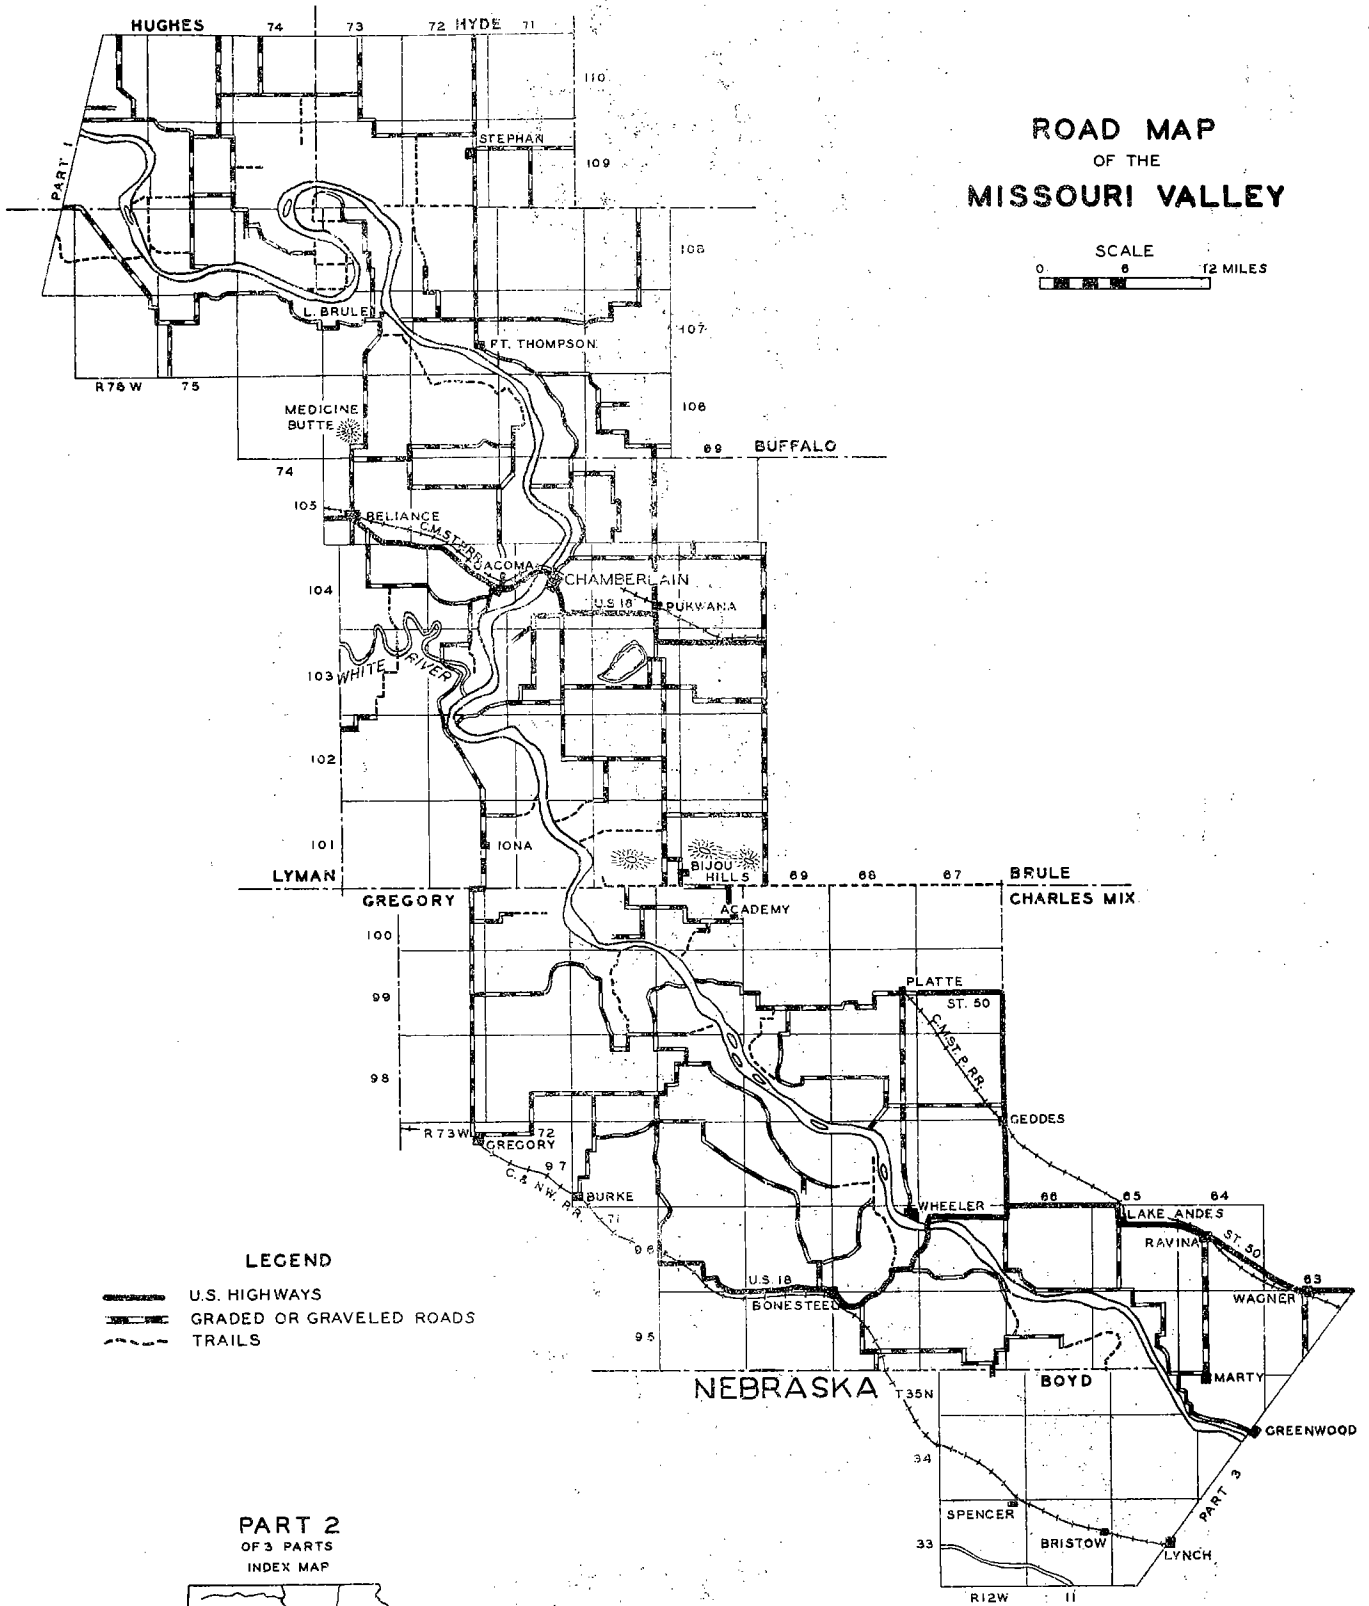 HUGHES 74 73 72 HYDE 71
110
ROAD MAP
OF THE
MISSOURI VALLEY
SCALE
0 6 12 MILES
STEPHAN
109
PART 1
108
L. BRULE
107
FT. THOMPSON
R76W 75
106
MEDICINE
BUTTE
69 BUFFALO
74
105
RELIANCE
C.M.ST.P.RR.
OACOMA
CHAMBERLAIN
104
U.S 18
PUKWANA
103
WHITE RIVER
102
101
IONA
BIJOU
HILLS
LYMAN
69 68 67 BRULE
GREGORY
CHARLES MIX
ACADEMY
100
PLATTE
99
ST. 50
C.M.ST.P.RR.
98
GEDDES
R73W 72
GREGORY
97
C. & NW. R.R.
BURKE
71
WHEELER
66 65 64
LAKE ANDES
RAVINA
ST. 50
96
LEGEND
U.S. HIGHWAYS
GRADED OR GRAVELED ROADS
TRAILS
U.S. 18
BONESTEEL
63
WAGNER
95
NEBRASKA
BOYD
MARTY
T35N
GREENWOOD
34
PART 3
SPENCER
BRISTOW
LYNCH
33
R12W 11
PART 2
OF 3 PARTS
INDEX MAP